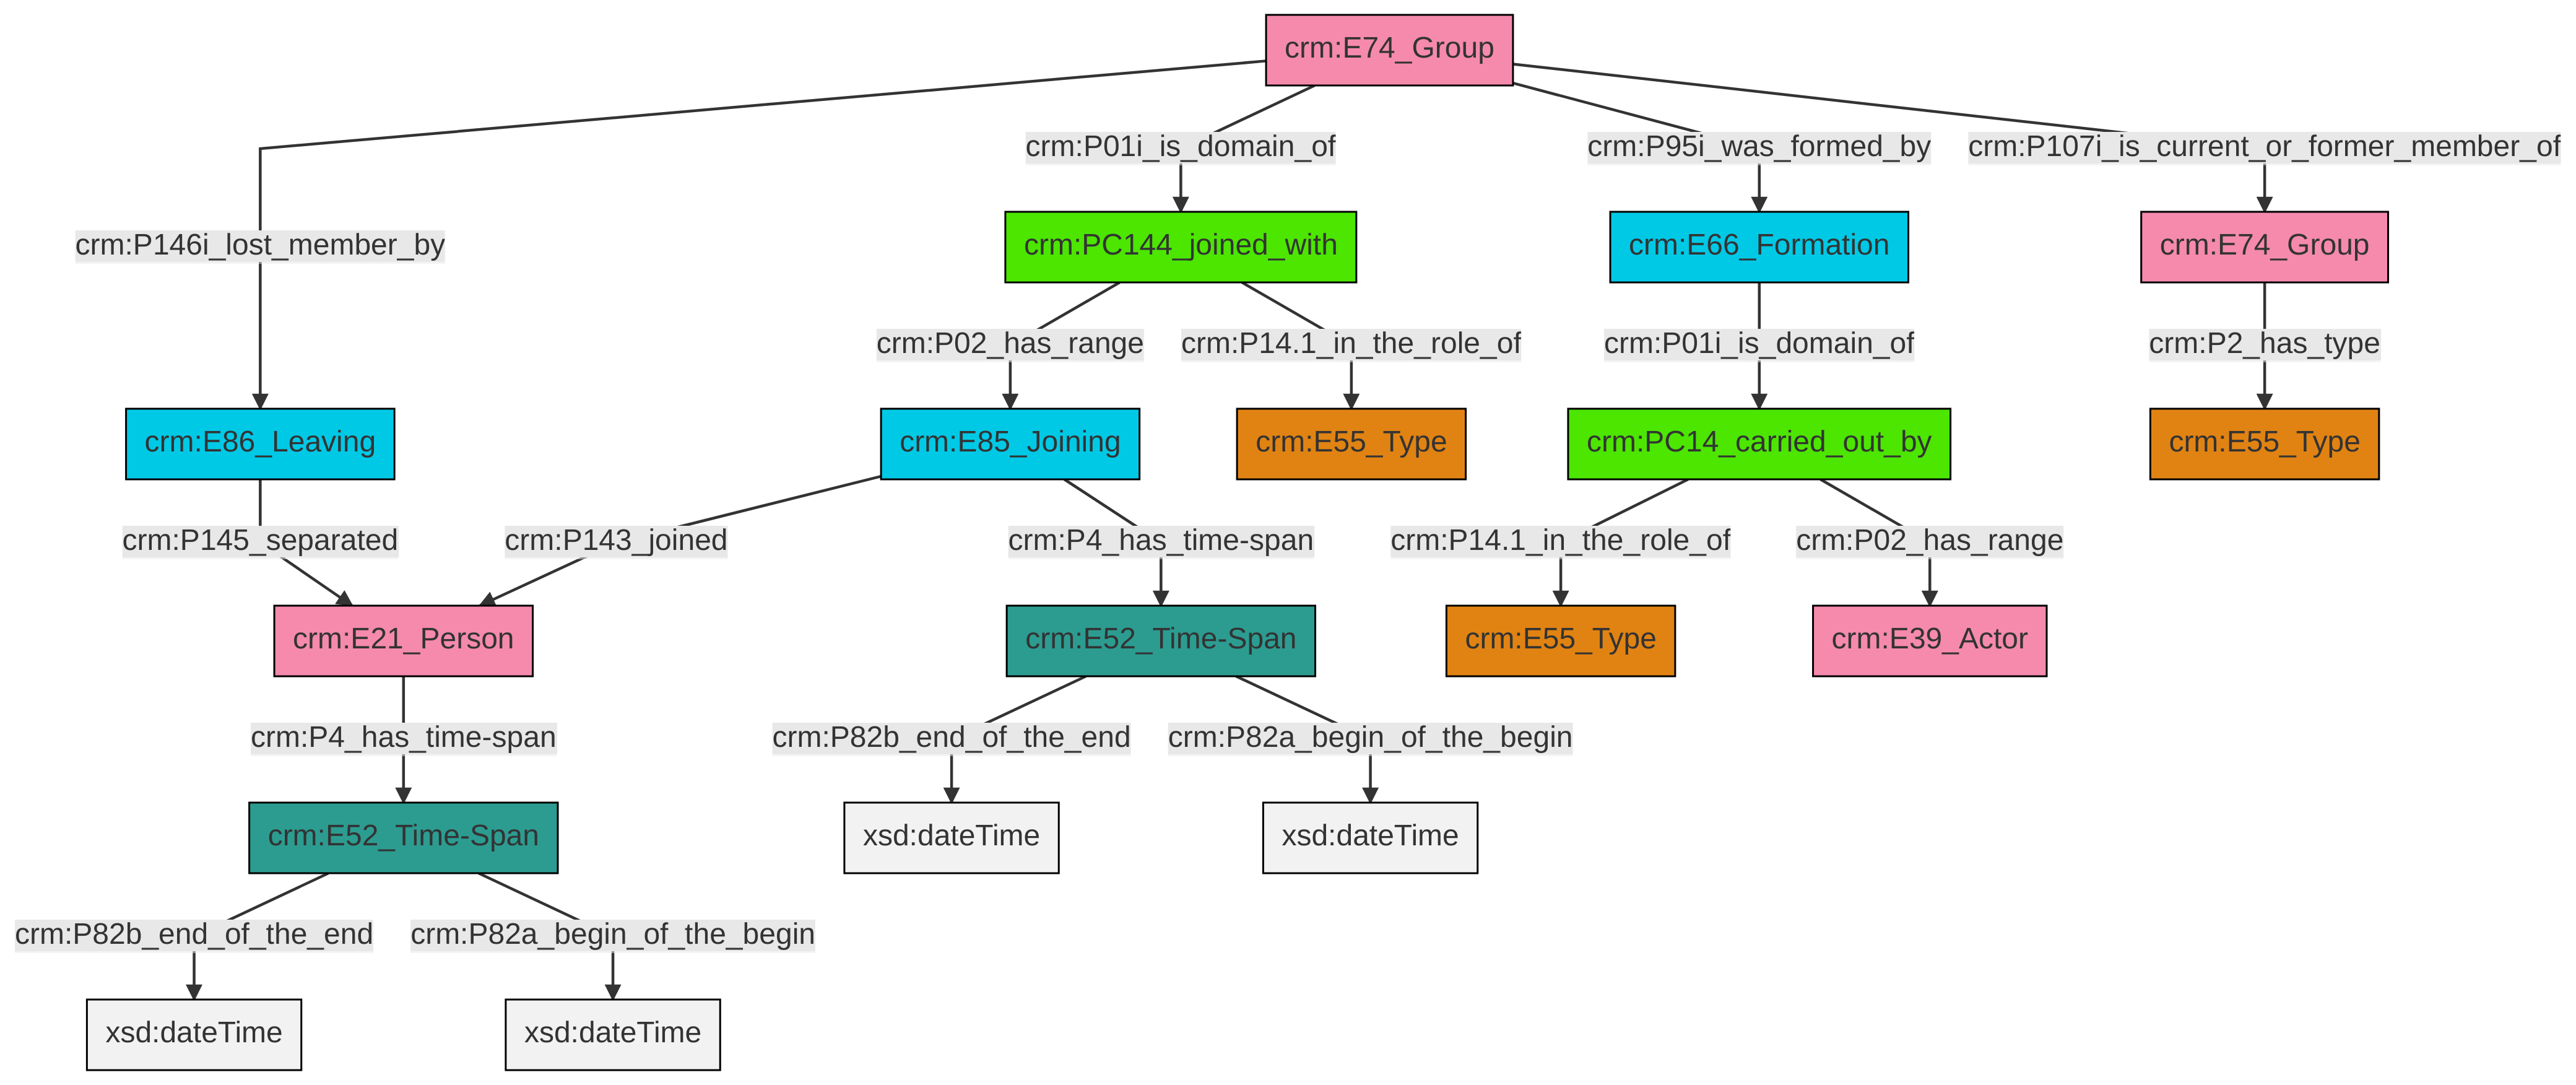 crm:E74_Group
crm:P01i_is_domain_of
crm:P95i_was_formed_by
crm:P107i_is_current_or_former_member_of
crm:P146i_lost_member_by
crm:PC144_joined_with
crm:E66_Formation
crm:E74_Group
crm:P02_has_range
crm:P14.1_in_the_role_of
crm:P01i_is_domain_of
crm:P2_has_type
crm:E86_Leaving
crm:E85_Joining
crm:E55_Type
crm:PC14_carried_out_by
crm:E55_Type
crm:P145_separated
crm:P143_joined
crm:P4_has_time-span
crm:P14.1_in_the_role_of
crm:P02_has_range
crm:E21_Person
crm:E52_Time-Span
crm:E55_Type
crm:E39_Actor
crm:P4_has_time-span
crm:P82b_end_of_the_end
crm:P82a_begin_of_the_begin
crm:E52_Time-Span
xsd:dateTime
xsd:dateTime
crm:P82b_end_of_the_end
crm:P82a_begin_of_the_begin
xsd:dateTime
xsd:dateTime